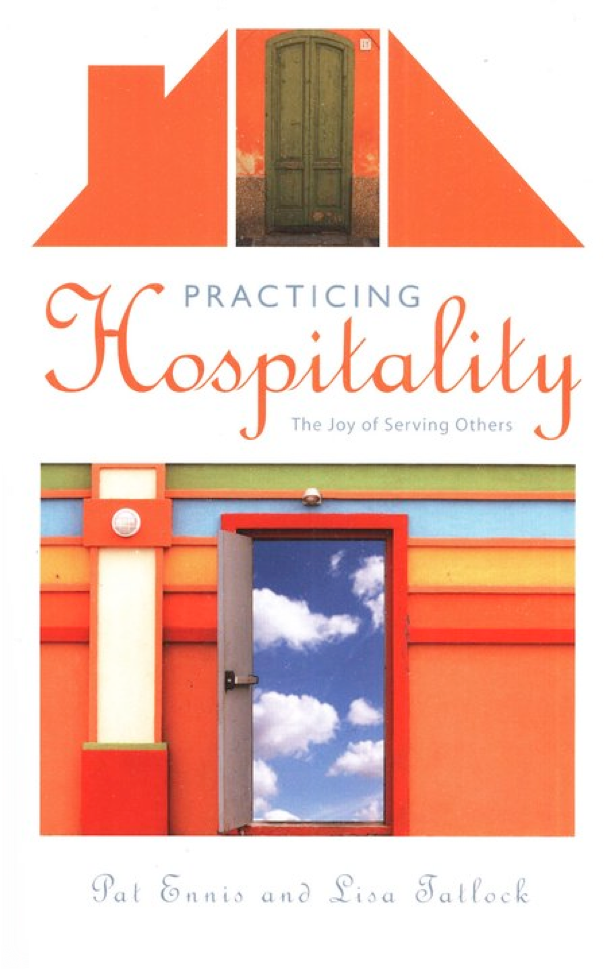 PRACTICING
Hospitality
The Joy of Serving Others
Pat Ennis and Lisa Tatlock